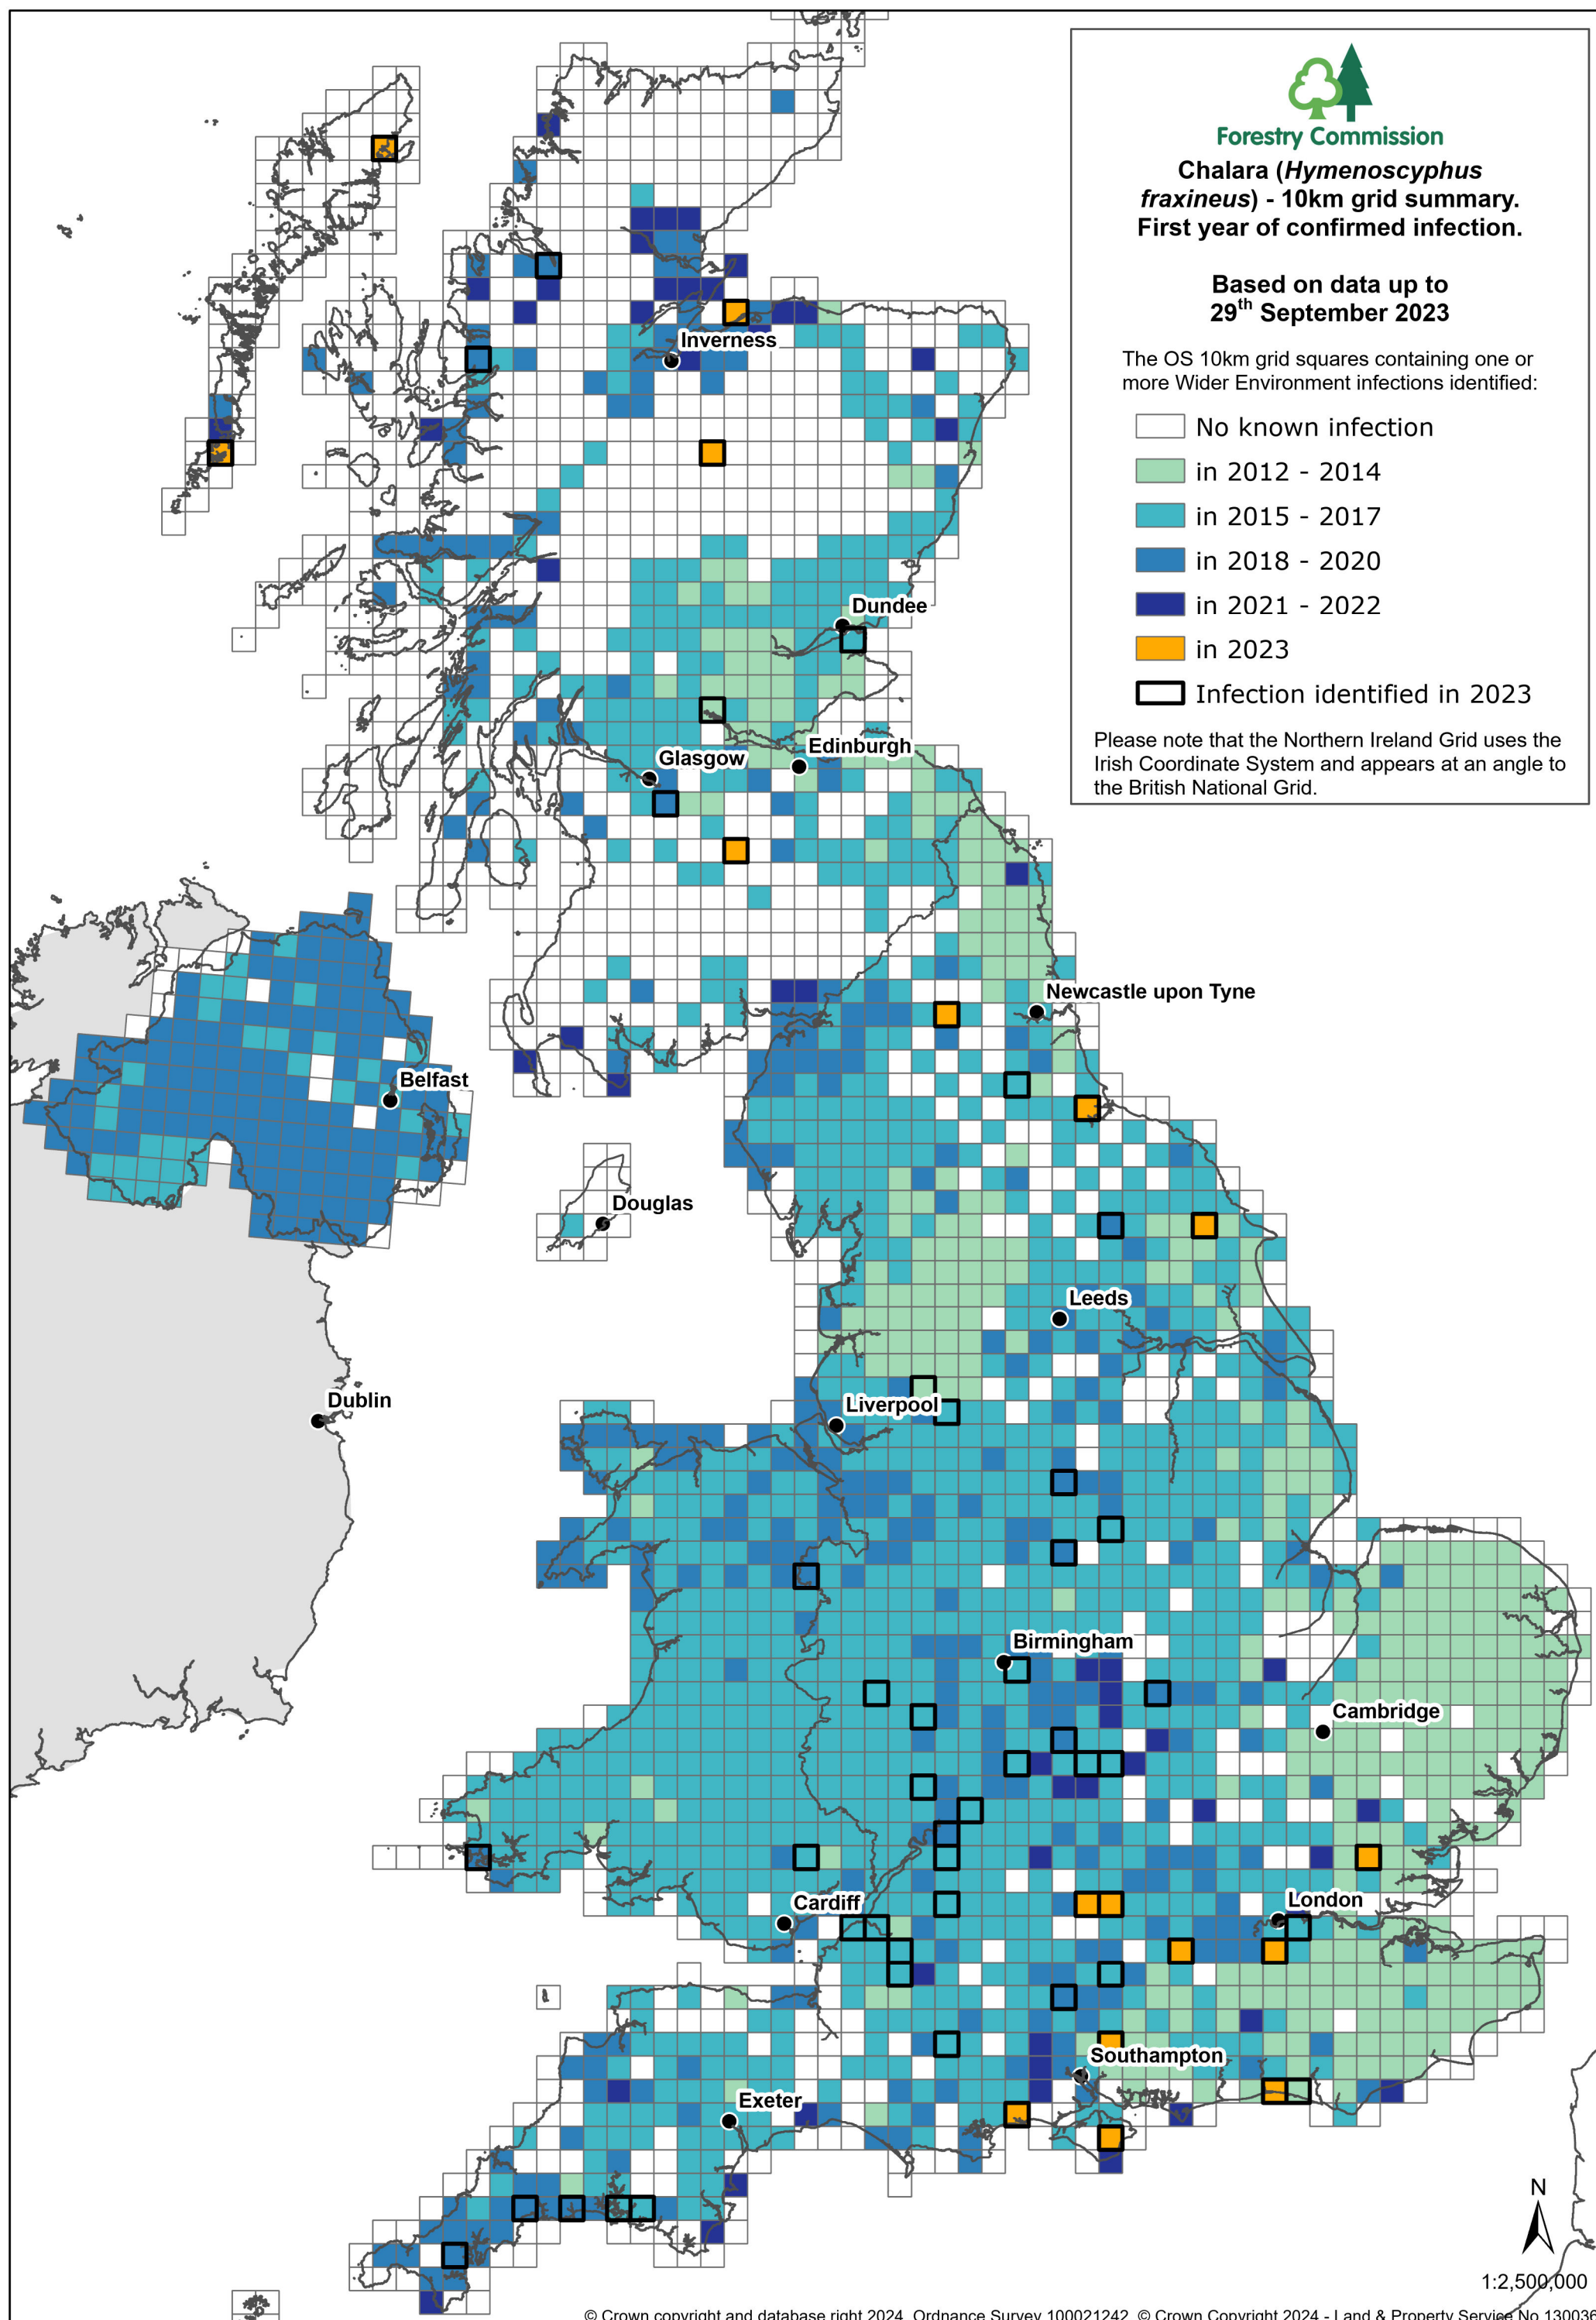 Forestry Commission
Chalara (Hymenoscyphus
fraxineus) - 10km grid summary.
First year of confirmed infection.
Based on data up to
29th September 2023
The OS 10km grid squares containing one or
more Wider Environment infections identified:
No known infection
in 2012 - 2014
in 2015 - 2017
in 2018 - 2020
in 2021 - 2022
in 2023
Infection identified in 2023
Please note that the Northern Ireland Grid uses the
Irish Coordinate System and appears at an angle to
the British National Grid.
Inverness
Dundee
Edinburgh
Glasgow
Newcastle upon Tyne
Belfast
Douglas
Leeds
Dublin
Liverpool
Birmingham
Cambridge
Cardiff
London
Southampton
Exeter
N
1:2,500,000
© Crown copyright and database right 2024. Ordnance Survey 100021242. © Crown Copyright 2024 - Land & Property Service No.